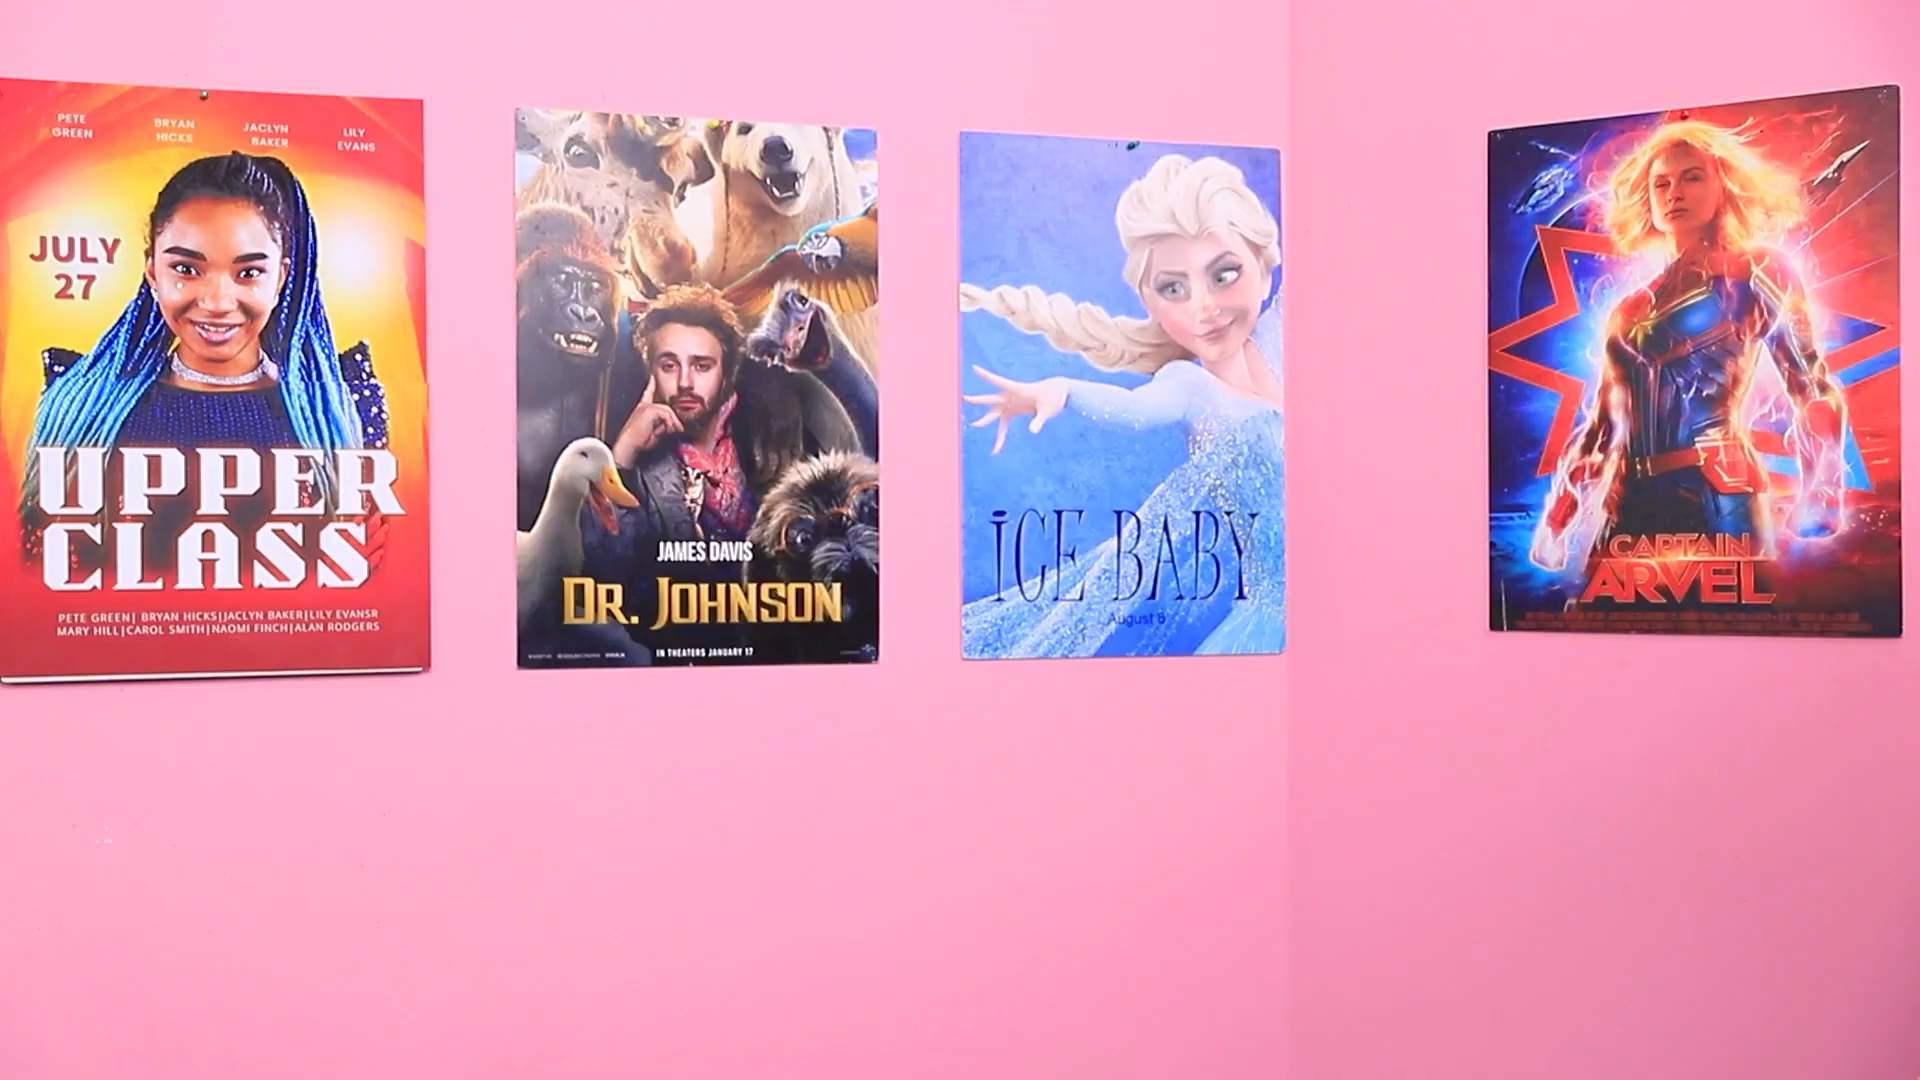 PETE GREEN
BRYAN HICKS
JACLYN BAKER
LILY EVANS
JULY
27
UPPER
CLASS
PETE GREEN| BRYAN HICKS|JACLYN BAKER|LILY EVANSR
MARY HILL|CAROL SMITH|NAOMI FINCH|ALAN RODGERS
JAMES DAVIS
DR. JOHNSON
IN THEATERS JANUARY 17
iCE BABY
August 6
CAPTAIN
ARVEL